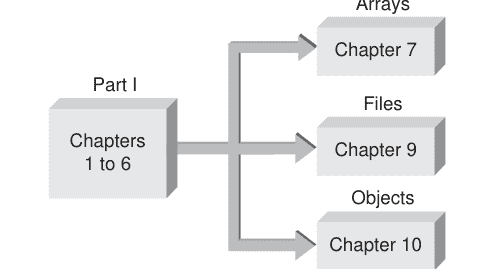 Arrays
Chapter 7
Part I
Chapters
1 to 6
Files
Chapter 9
Objects
Chapter 10